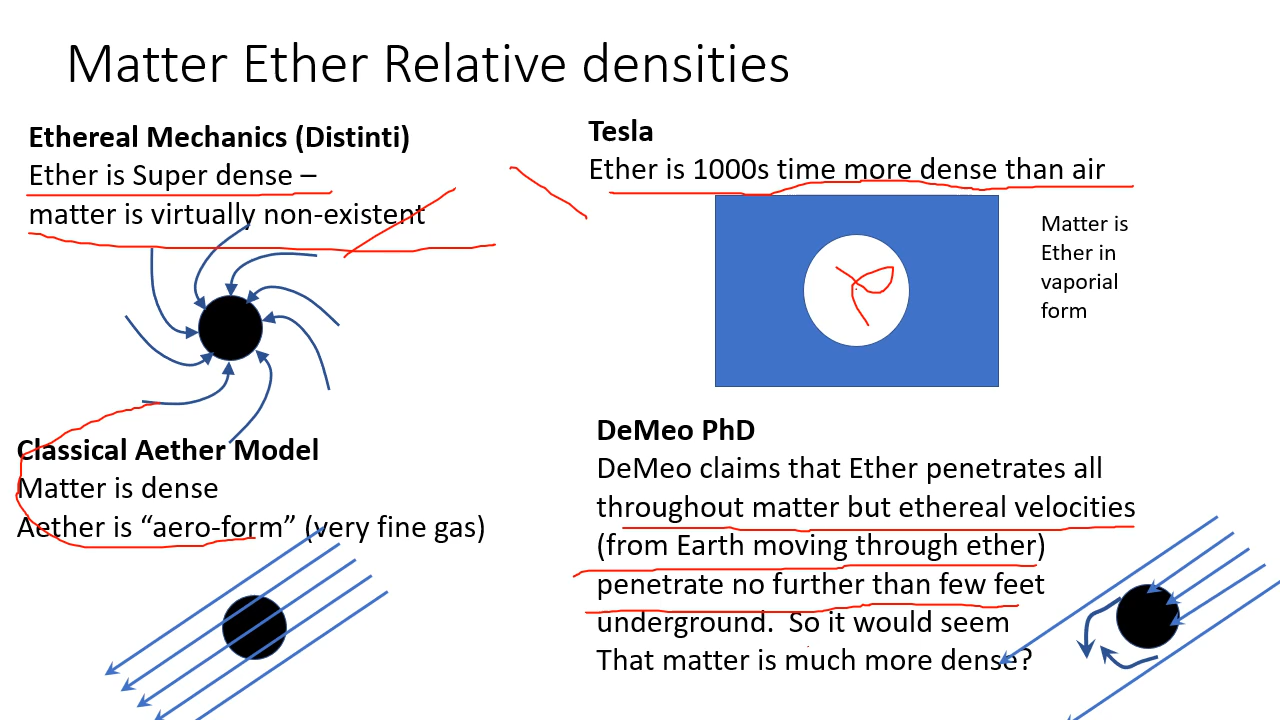 Matter Ether Relative densities
Ethereal Mechanics (Distinti)
Ether is Super dense –
matter is virtually non-existent
Tesla
Ether is 1000s time more dense than air
Matter is
Ether in
vaporial
form
Classical Aether Model
Matter is dense
Aether is “aero-form” (very fine gas)
DeMeo PhD
DeMeo claims that Ether penetrates all
throughout matter but ethereal velocities
(from Earth moving through ether)
penetrate no further than few feet
underground.  So it would seem
That matter is much more dense?